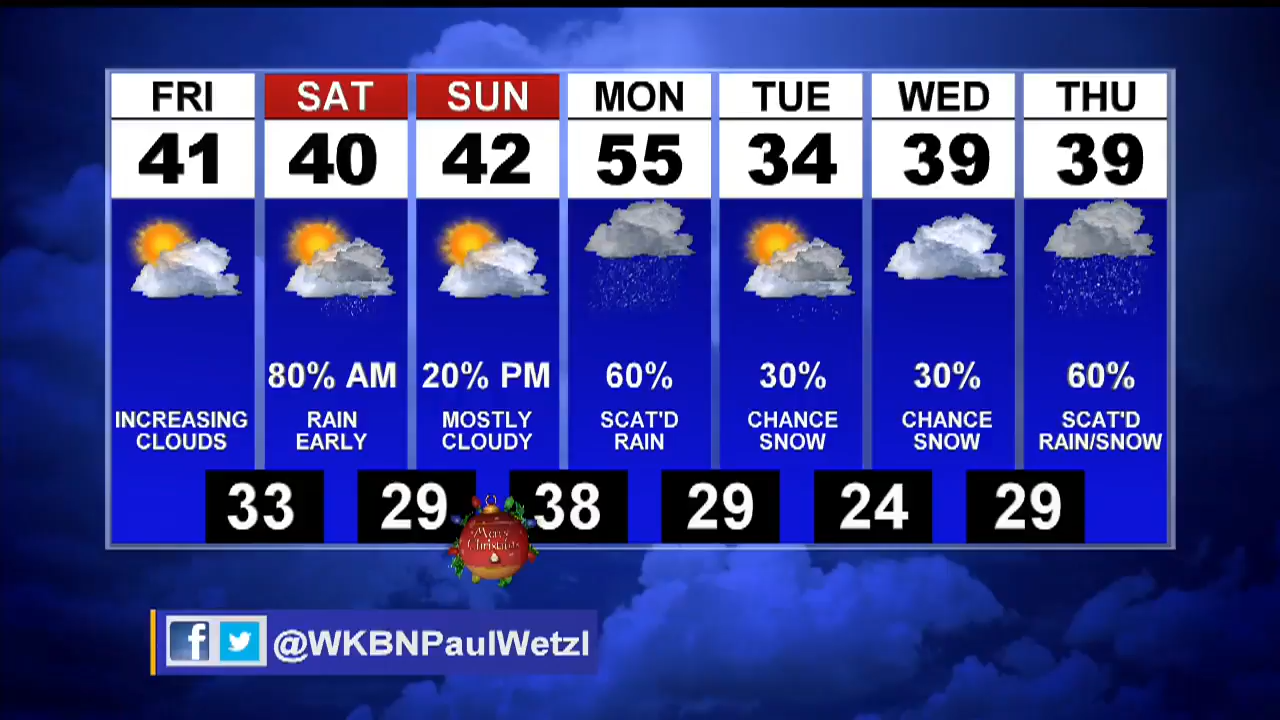 FRI SAT SUN MON TUE WED THU
41 40 42 55 34 39 39
80% AM 20% PM 60% 30% 30% 60%
INCREASING RAIN MOSTLY SCAT'D CHANCE CHANCE SCAT'D
CLOUDS EARLY CLOUDY RAIN SNOW SNOW RAIN/SNOW
33 29 38 29 24 29
Merry
Christmas
f @WKBNPaulWetzl